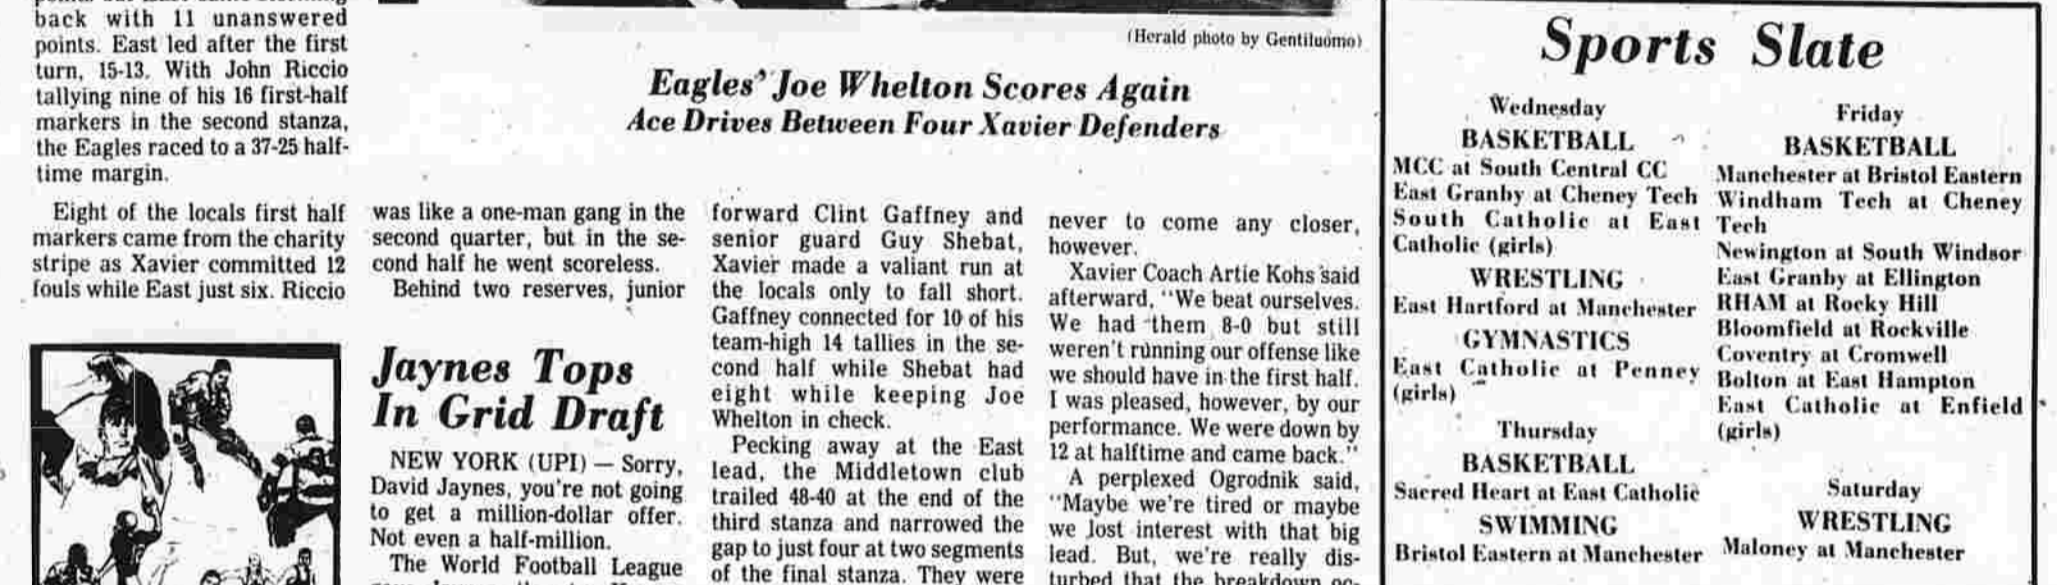 back with 11 unanswered
points. East led after the first
turn, 15-13. With John Riccio
tallying nine of his 16 first-half
markers in the second stanza,
the Eagles raced to a 37-25 half-
time margin.
Eight of the locals first half
markers came from the charity
stripe as Xavier committed 12
fouls while East just six. Riccio
(Herald photo by Gentiluomo)
Eagles' Joe Whelton Scores Again
Ace Drives Between Four Xavier Defenders
was like a one-man gang in the
second quarter, but in the se-
cond half he went scoreless.
Behind two reserves, junior
forward Clint Gaffney and
senior guard Guy Shebat,
Xavier made a valiant run at
the locals only to fall short.
Gaffney connected for 10 of his
team-high 14 tallies in the se-
cond half while Shebat had
eight while keeping Joe
Whelton in check.
Pecking away at the East
lead, the Middletown club
trailed 48-40 at the end of the
third stanza and narrowed the
gap to just four at two segments
of the final stanza. They were
never to come any closer,
however.
Xavier Coach Artie Kohs said
afterward, "We beat ourselves.
We had them 8-0 but still
weren't running our offense like
we should have in the first half.
I was pleased, however, by our
performance. We were down by
12 at halftime and came back."
A perplexed Ogrodnik said,
"Maybe we're tired or maybe
we lost interest with that big
lead. But, we're really dis-
turbed that the breakdown oc-
Jaynes Tops
In Grid Draft
NEW YORK (UPI) — Sorry,
David Jaynes, you're not going
to get a million-dollar offer.
Not even a half-million.
The World Football League
Sports Slate
Wednesday
BASKETBALL
MCC at South Central CC
East Granby at Cheney Tech
South Catholic at East
Catholic (girls)
WRESTLING
East Hartford at Manchester
GYMNASTICS
East Catholic at Penney
(girls)
Thursday
BASKETBALL
Sacred Heart at East Catholic
SWIMMING
Bristol Eastern at Manchester
Friday
BASKETBALL
Manchester at Bristol Eastern
Windham Tech at Cheney
Tech
Newington at South Windsor
East Granby at Ellington
RHAM at Rocky Hill
Bloomfield at Rockville
Coventry at Cromwell
Bolton at East Hampton
East Catholic at Enfield
(girls)
Saturday
WRESTLING
Maloney at Manchester